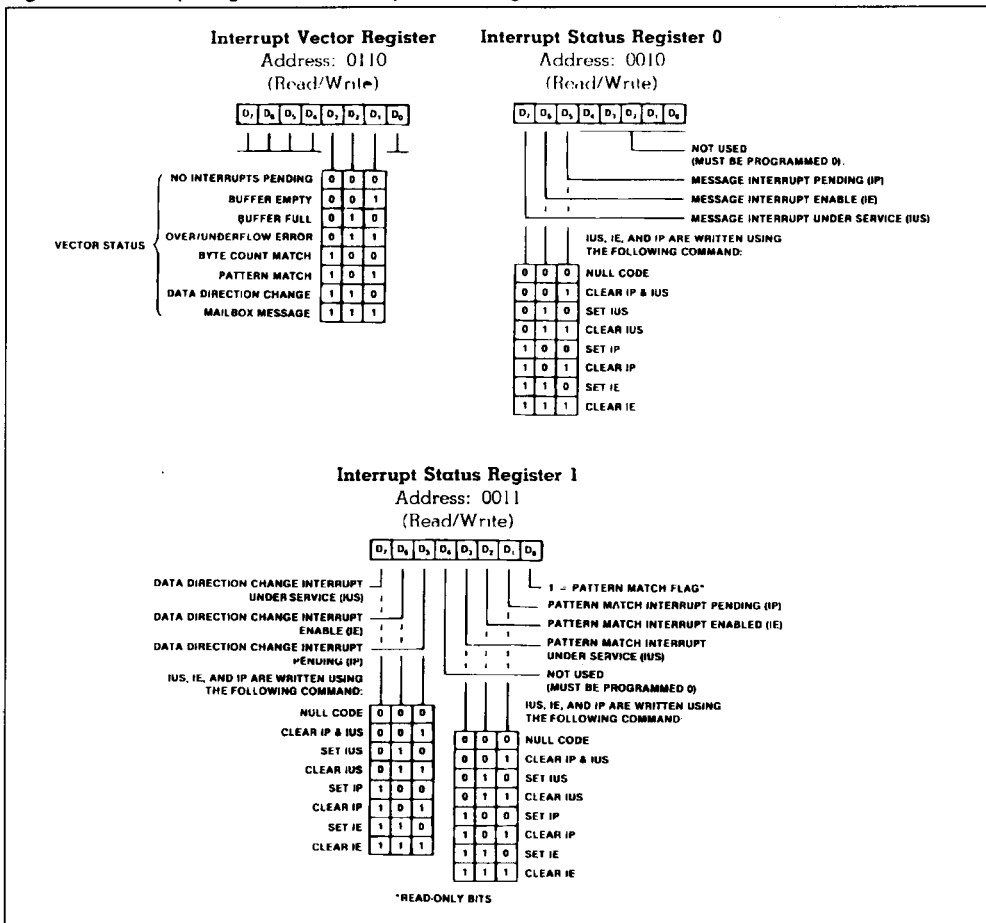 Interrupt Vector Register
Address: 0110
(Read/Write)
D7 D6 D5 D4 D3 D2 D1 D0
NO INTERRUPTS PENDING 0 0 0
BUFFER EMPTY 0 0 1
BUFFER FULL 0 1 0
OVER/UNDERFLOW ERROR 0 1 1
BYTE COUNT MATCH 1 0 0
PATTERN MATCH 1 0 1
DATA DIRECTION CHANGE 1 1 0
MAILBOX MESSAGE 1 1 1
VECTOR STATUS
Interrupt Status Register 0
Address: 0010
(Read/Write)
D7 D6 D5 D4 D3 D2 D1 D0
NOT USED
(MUST BE PROGRAMMED 0).
MESSAGE INTERRUPT PENDING (IP)
MESSAGE INTERRUPT ENABLE (IE)
MESSAGE INTERRUPT UNDER SERVICE (IUS)
IUS, IE, AND IP ARE WRITTEN USING
THE FOLLOWING COMMAND:
0 0 0 NULL CODE
0 0 1 CLEAR IP & IUS
0 1 0 SET IUS
0 1 1 CLEAR IUS
1 0 0 SET IP
1 0 1 CLEAR IP
1 1 0 SET IE
1 1 1 CLEAR IE
Interrupt Status Register 1
Address: 0011
(Read/Write)
D7 D6 D5 D4 D3 D2 D1 D0
DATA DIRECTION CHANGE INTERRUPT
UNDER SERVICE (IUS)
DATA DIRECTION CHANGE INTERRUPT
ENABLE (IE)
DATA DIRECTION CHANGE INTERRUPT
PENDING (IP)
IUS, IE, AND IP ARE WRITTEN USING
THE FOLLOWING COMMAND:
NULL CODE 0 0 0
CLEAR IP & IUS 0 0 1
SET IUS 0 1 0
CLEAR IUS 0 1 1
SET IP 1 0 0
CLEAR IP 1 0 1
SET IE 1 1 0
CLEAR IE 1 1 1
1 = PATTERN MATCH FLAG*
PATTERN MATCH INTERRUPT PENDING (IP)
PATTERN MATCH INTERRUPT ENABLED (IE)
PATTERN MATCH INTERRUPT
UNDER SERVICE (IUS)
NOT USED
(MUST BE PROGRAMMED 0)
IUS, IE, AND IP ARE WRITTEN USING
THE FOLLOWING COMMAND:
0 0 0 NULL CODE
0 0 1 CLEAR IP & IUS
0 1 0 SET IUS
0 1 1 CLEAR IUS
1 0 0 SET IP
1 0 1 CLEAR IP
1 1 0 SET IE
1 1 1 CLEAR IE
*READ-ONLY BITS